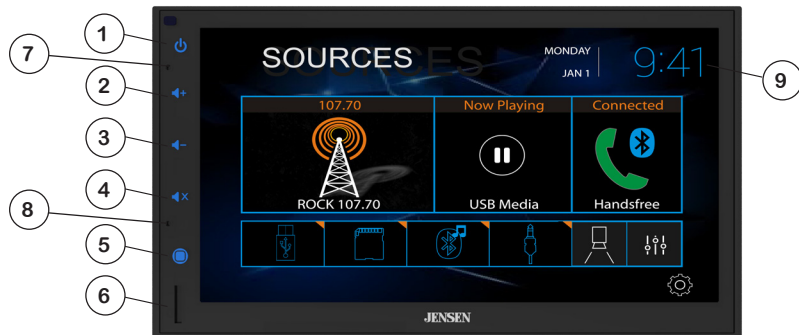 1
7
2
3
4
8
5
6
9
SOURCES
MONDAY
JAN 1
9:41
107.70
Now Playing
Connected
ROCK 107.70
USB Media
Handsfree
JENSEN